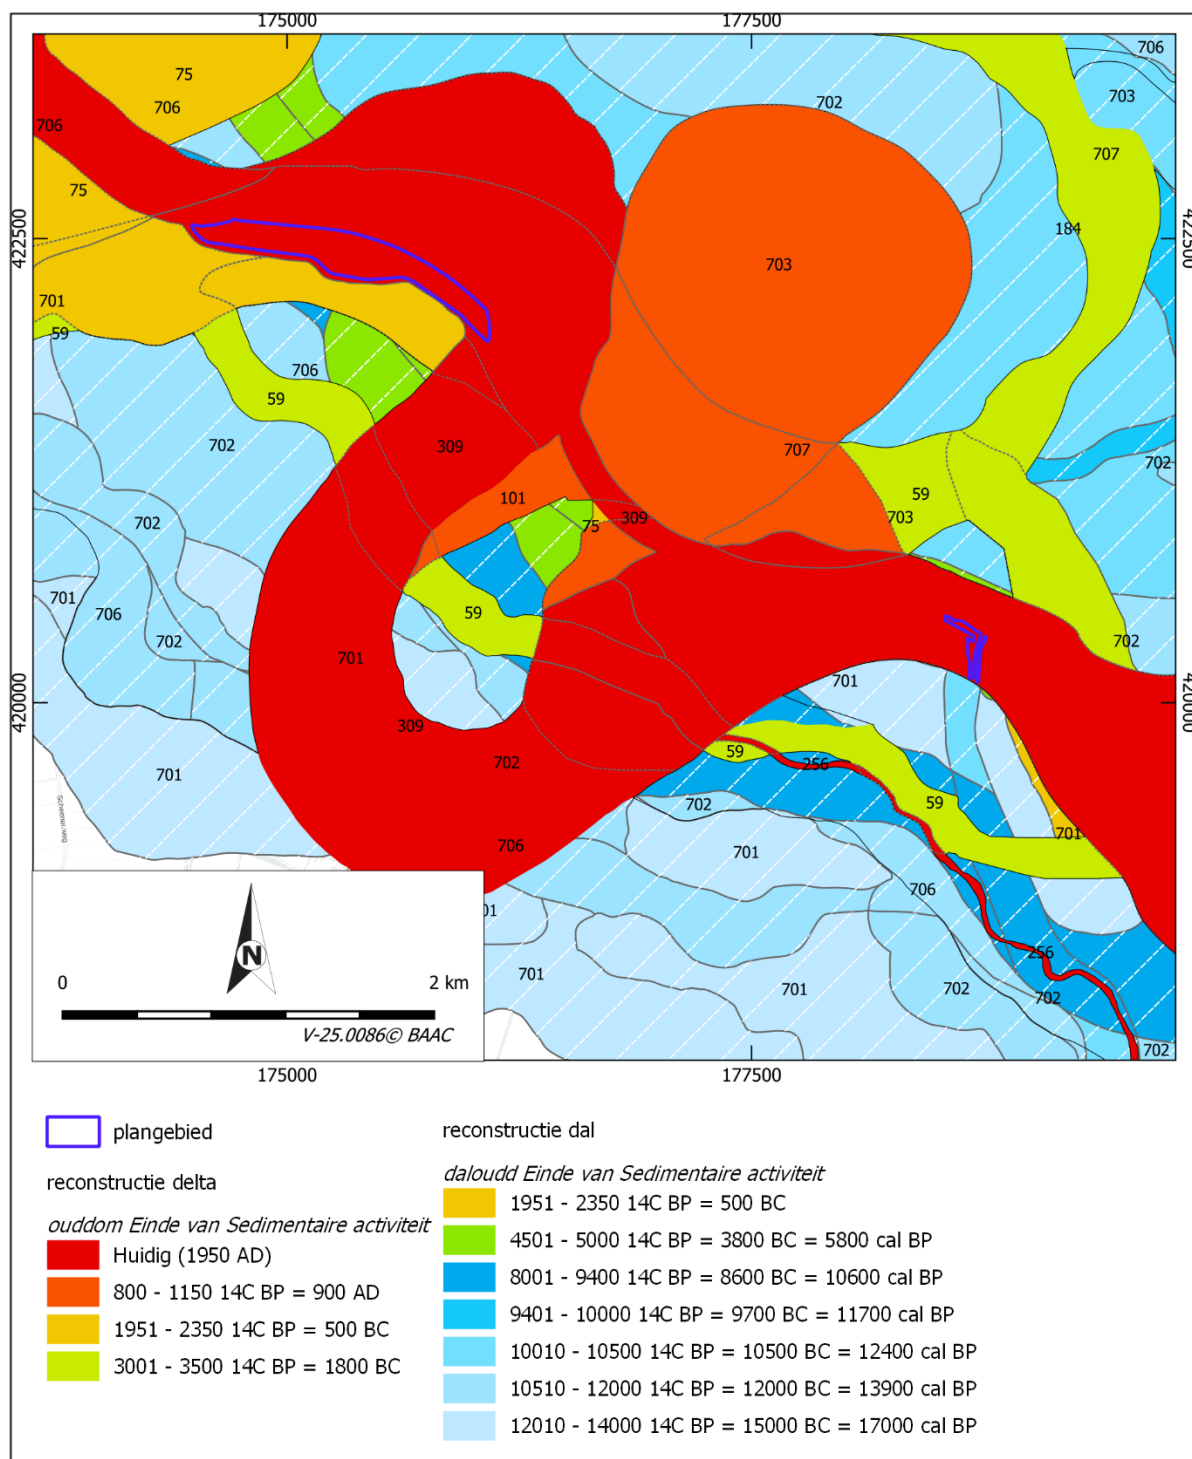 175000 177500
75
706
706
702
706
703
707
75
422500
184
422500
703
701
59
706
59
702
309
707
702
101
59
75
309
703
702
701
706
59
702
702
701
701
420000
309
420000
702
59
256
59
701
701
702
706
701
706
01
701
701
702
256
702
702
Scheenerweg
N
0 2 km
V-25.0086© BAAC
175000 177500
plangebied
reconstructie delta
ouddom Einde van Sedimentaire activiteit
Huidig (1950 AD)
800 - 1150 14C BP = 900 AD
1951 - 2350 14C BP = 500 BC
3001 - 3500 14C BP = 1800 BC
reconstructie dal
daloudd Einde van Sedimentaire activiteit
1951 - 2350 14C BP = 500 BC
4501 - 5000 14C BP = 3800 BC = 5800 cal BP
8001 - 9400 14C BP = 8600 BC = 10600 cal BP
9401 - 10000 14C BP = 9700 BC = 11700 cal BP
10010 - 10500 14C BP = 10500 BC = 12400 cal BP
10510 - 12000 14C BP = 12000 BC = 13900 cal BP
12010 - 14000 14C BP = 15000 BC = 17000 cal BP